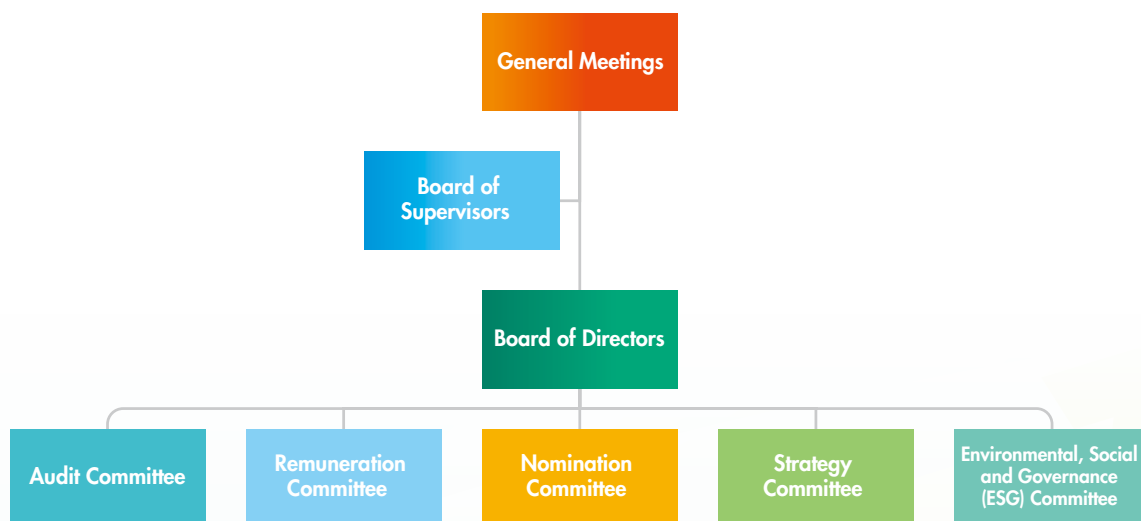 General Meetings
Board of
Supervisors
Board of Directors
Audit Committee
Remuneration
Committee
Nomination
Committee
Strategy
Committee
Environmental, Social
and Governance
(ESG) Committee